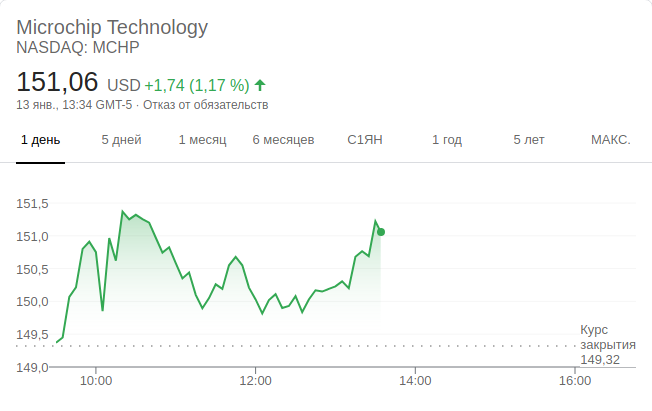 Microchip Technology
NASDAQ: MCHP
151,06 USD +1,74 (1,17 %)
13 янв., 13:34 GMT-5 · Отказ от обязательств
1 день 5 дней 1 месяц 6 месяцев С1ЯН 1 год 5 лет МАКС.
151,5
151,0
150,5
150,0
149,5
Курс
закрытия
149,32
149,0
10:00 12:00 14:00 16:00